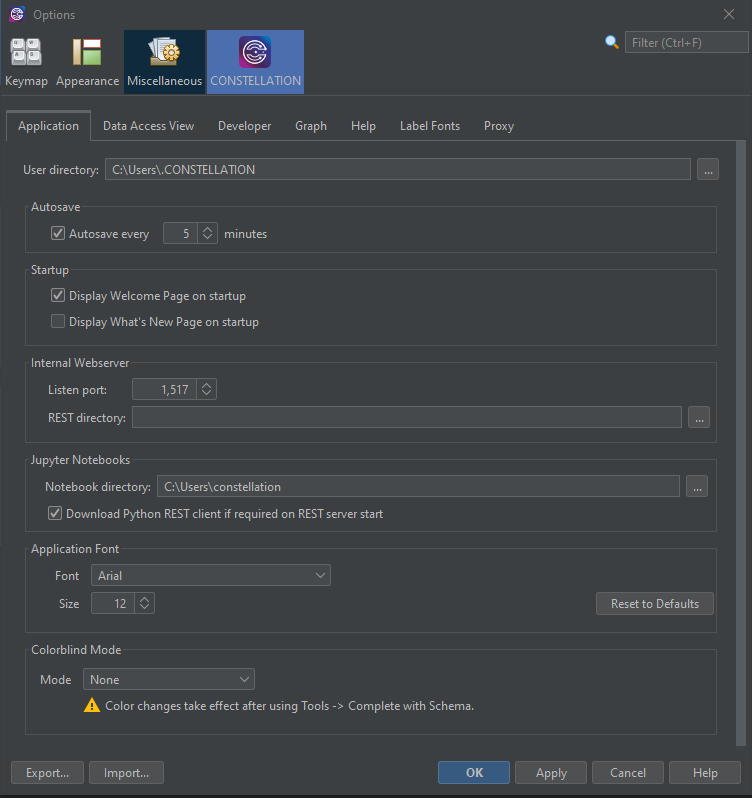 Options
Filter (Ctrl+F)
Keymap Appearance Miscellaneous CONSTELLATION
Application Data Access View Developer Graph Help Label Fonts Proxy
User directory: C:\Users\.CONSTELLATION ...
Autosave
Autosave every 5 minutes
Startup
Display Welcome Page on startup
Display What's New Page on startup
Internal Webserver
Listen port: 1,517
REST directory: ...
Jupyter Notebooks
Notebook directory: C:\Users\constellation ...
Download Python REST client if required on REST server start
Application Font
Font Arial
Size 12 Reset to Defaults
Colorblind Mode
Mode None
Color changes take effect after using Tools -> Complete with Schema.
Export... Import... OK Apply Cancel Help